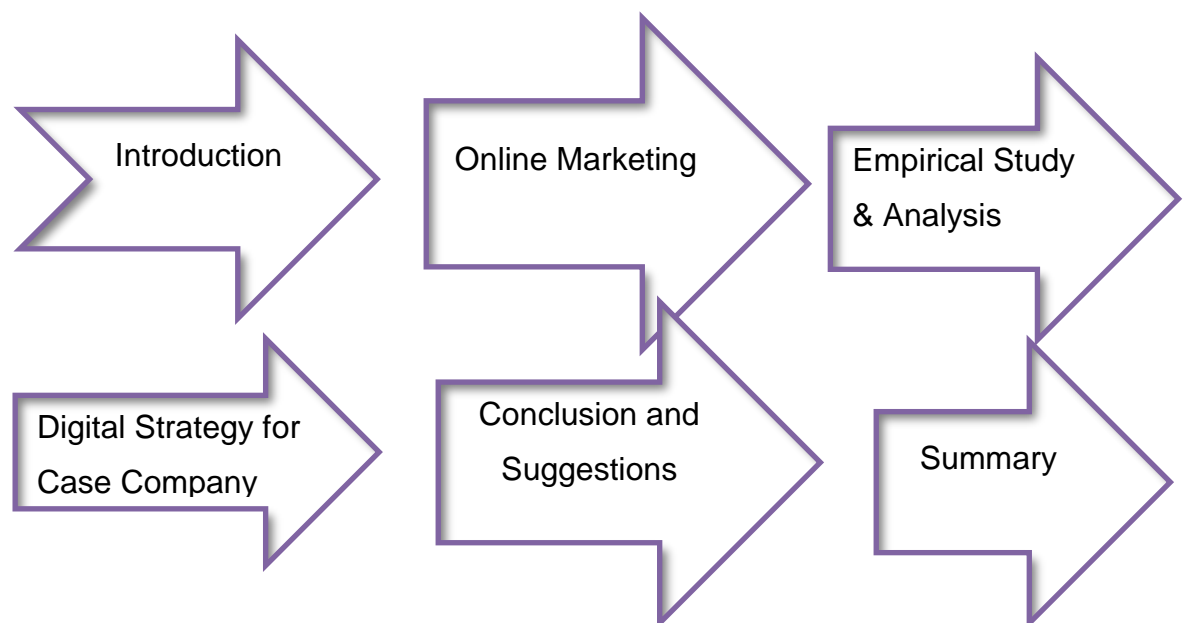 Introduction
Online Marketing
Empirical Study
& Analysis
Digital Strategy for
Case Company
Conclusion and
Suggestions
Summary